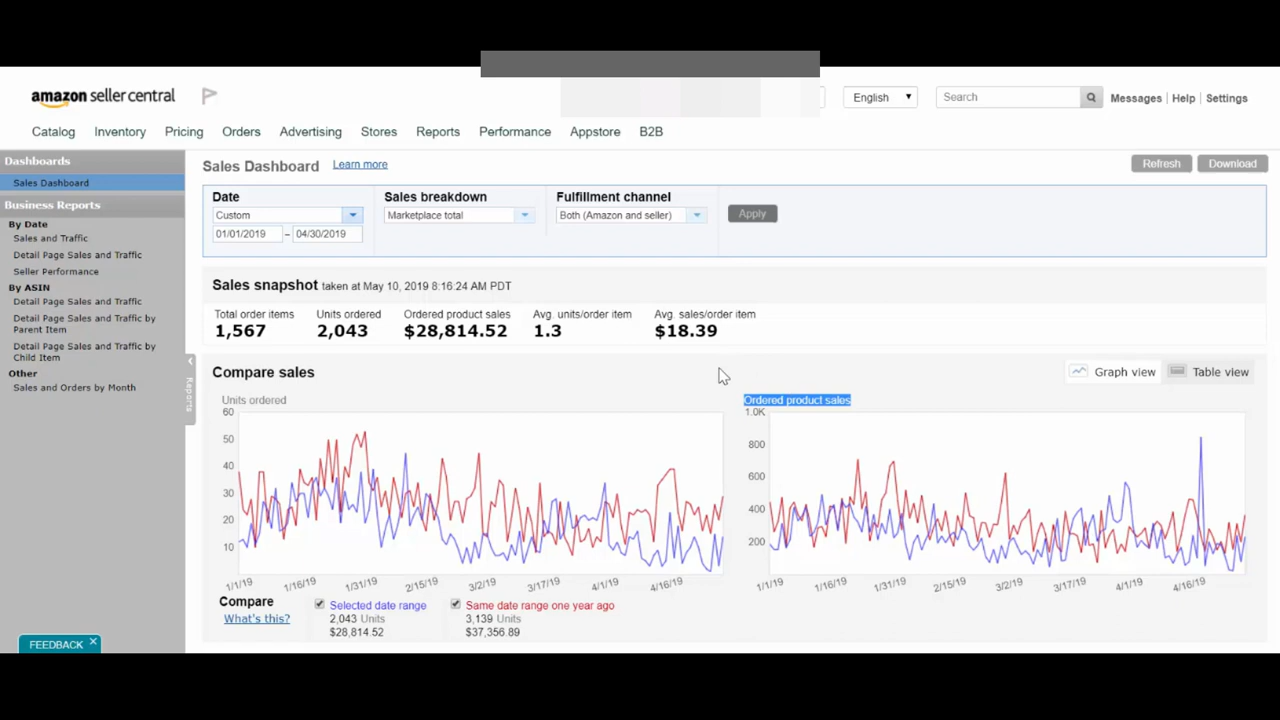 amazon seller central
English
Search
Messages | Help | Settings
Catalog Inventory Pricing Orders Advertising Stores Reports Performance Appstore B2B
Dashboards
Sales Dashboard
Business Reports
By Date
Sales and Traffic
Detail Page Sales and Traffic
Seller Performance
By ASIN
Detail Page Sales and Traffic
Detail Page Sales and Traffic by
Parent Item
Detail Page Sales and Traffic by
Child Item
Other
Sales and Orders by Month
Reports
FEEDBACK X
Sales Dashboard Learn more
Refresh Download
Date Sales breakdown Fulfillment channel
Custom Marketplace total Both (Amazon and seller) Apply
01/01/2019 – 04/30/2019
Sales snapshot taken at May 10, 2019 8:16:24 AM PDT
Total order items Units ordered Ordered product sales Avg. units/order item Avg. sales/order item
1,567 2,043 $28,814.52 1.3 $18.39
Compare sales
Graph view Table view
Units ordered
60
50
40
30
20
10
1/1/19 1/16/19 1/31/19 2/15/19 3/2/19 3/17/19 4/1/19 4/16/19
Ordered product sales
1.0K
800
600
400
200
1/1/19 1/16/19 1/31/19 2/15/19 3/2/19 3/17/19 4/1/19 4/16/19
Compare
What's this?
Selected date range
2,043 Units
$28,814.52
Same date range one year ago
3,139 Units
$37,356.89